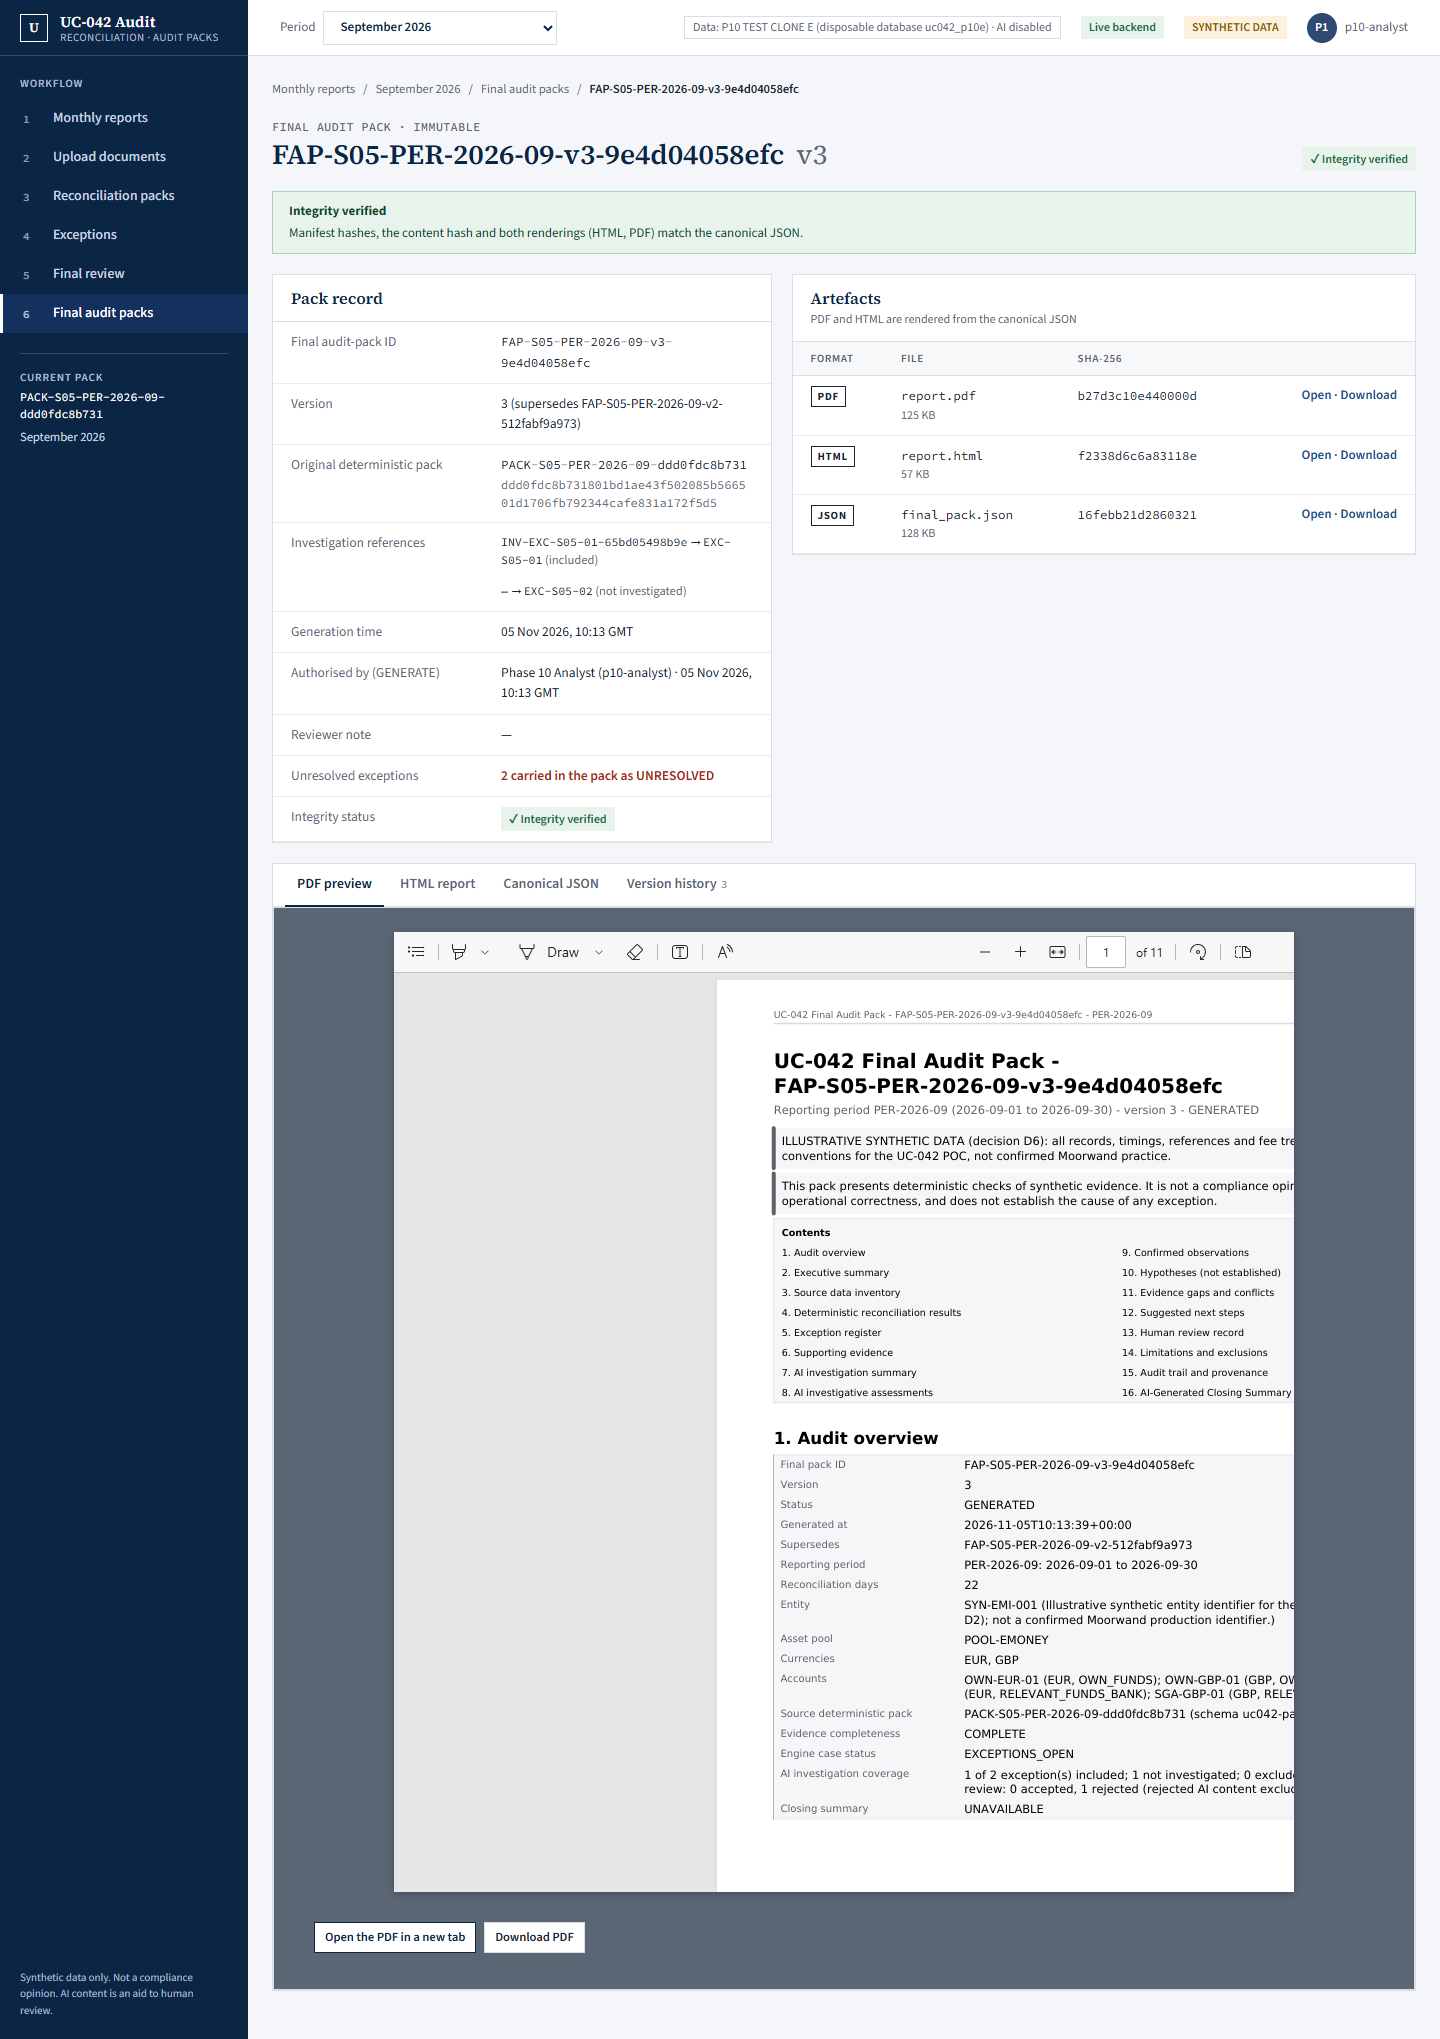 U
UC-042 Audit
RECONCILIATION · AUDIT PACKS
WORKFLOW
1 Monthly reports
2 Upload documents
3 Reconciliation packs
4 Exceptions
5 Final review
6 Final audit packs
CURRENT PACK
PACK-S05-PER-2026-09-
ddd0fdc8b731
September 2026
Synthetic data only. Not a compliance
opinion. AI content is an aid to human
review.
Period September 2026 Data: P10 TEST CLONE E (disposable database uc042_p10e) · AI disabled Live backend SYNTHETIC DATA P1 p10-analyst
Monthly reports / September 2026 / Final audit packs / FAP-S05-PER-2026-09-v3-9e4d04058efc
FINAL AUDIT PACK · IMMUTABLE
FAP-S05-PER-2026-09-v3-9e4d04058efc v3
✓ Integrity verified
Integrity verified
Manifest hashes, the content hash and both renderings (HTML, PDF) match the canonical JSON.
Pack record
Final audit-pack ID FAP-S05-PER-2026-09-v3-
9e4d04058efc
Version 3 (supersedes FAP-S05-PER-2026-09-v2-
512fabf9a973)
Original deterministic pack PACK-S05-PER-2026-09-ddd0fdc8b731
ddd0fdc8b731801bd1ae43f502085b5665
01d1706fb792344cafe831a172f5d5
Investigation references INV-EXC-S05-01-65bd05498b9e → EXC-
S05-01 (included)
— → EXC-S05-02 (not investigated)
Generation time 05 Nov 2026, 10:13 GMT
Authorised by (GENERATE) Phase 10 Analyst (p10-analyst) · 05 Nov 2026,
10:13 GMT
Reviewer note —
Unresolved exceptions 2 carried in the pack as UNRESOLVED
Integrity status ✓ Integrity verified
Artefacts
PDF and HTML are rendered from the canonical JSON
FORMAT FILE SHA-256
PDF report.pdf b27d3c10e440000d Open · Download
125 KB
HTML report.html f2338d6c6a83118e Open · Download
57 KB
JSON final_pack.json 16febb21d2860321 Open · Download
128 KB
PDF preview HTML report Canonical JSON Version history 3
Draw 1 of 11
UC-042 Final Audit Pack - FAP-S05-PER-2026-09-v3-9e4d04058efc - PER-2026-09
UC-042 Final Audit Pack -
FAP-S05-PER-2026-09-v3-9e4d04058efc
Reporting period PER-2026-09 (2026-09-01 to 2026-09-30) - version 3 - GENERATED
ILLUSTRATIVE SYNTHETIC DATA (decision D6): all records, timings, references and fee tre
conventions for the UC-042 POC, not confirmed Moorwand practice.
This pack presents deterministic checks of synthetic evidence. It is not a compliance opin
operational correctness, and does not establish the cause of any exception.
Contents
1. Audit overview 9. Confirmed observations
2. Executive summary 10. Hypotheses (not established)
3. Source data inventory 11. Evidence gaps and conflicts
4. Deterministic reconciliation results 12. Suggested next steps
5. Exception register 13. Human review record
6. Supporting evidence 14. Limitations and exclusions
7. AI investigation summary 15. Audit trail and provenance
8. AI investigative assessments 16. AI-Generated Closing Summary
1. Audit overview
Final pack ID FAP-S05-PER-2026-09-v3-9e4d04058efc
Version 3
Status GENERATED
Generated at 2026-11-05T10:13:39+00:00
Supersedes FAP-S05-PER-2026-09-v2-512fabf9a973
Reporting period PER-2026-09: 2026-09-01 to 2026-09-30
Reconciliation days 22
Entity SYN-EMI-001 (Illustrative synthetic entity identifier for the
D2); not a confirmed Moorwand production identifier.)
Asset pool POOL-EMONEY
Currencies EUR, GBP
Accounts OWN-EUR-01 (EUR, OWN_FUNDS); OWN-GBP-01 (GBP, OW
(EUR, RELEVANT_FUNDS_BANK); SGA-GBP-01 (GBP, RELE
Source deterministic pack PACK-S05-PER-2026-09-ddd0fdc8b731 (schema uc042-pa
Evidence completeness COMPLETE
Engine case status EXCEPTIONS_OPEN
AI investigation coverage 1 of 2 exception(s) included; 1 not investigated; 0 exclude
review: 0 accepted, 1 rejected (rejected AI content exclud
Closing summary UNAVAILABLE
Open the PDF in a new tab Download PDF